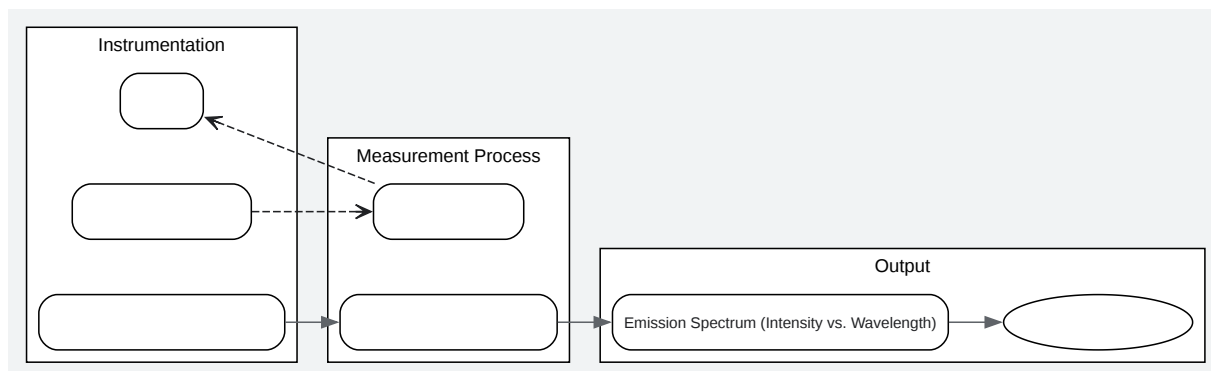 Instrumentation
Measurement Process
Output
Emission Spectrum (Intensity vs. Wavelength)